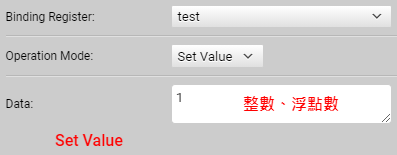 Binding Register: test
Operation Mode: Set Value
Data: 1 整數、浮點數
Set Value